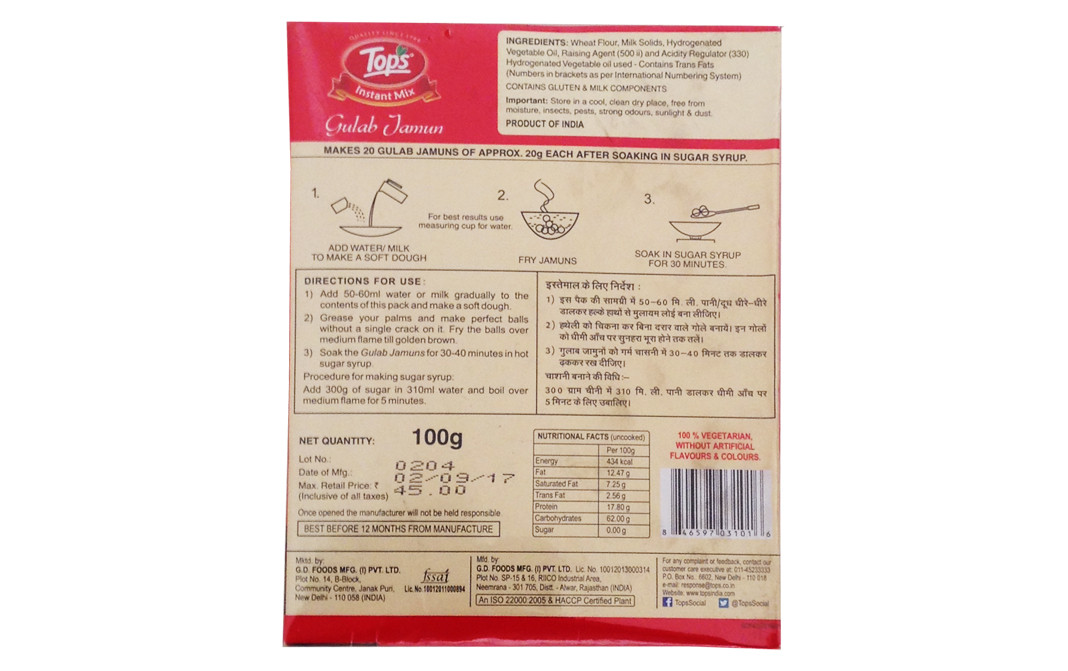 QUALITY SINCE 1984
Tops
Instant Mix
Gulab Jamun
INGREDIENTS: Wheat Flour, Milk Solids, Hydrogenated
Vegetable Oil, Raising Agent (500 ii) and Acidity Regulator (330)
Hydrogenated Vegetable oil used - Contains Trans Fats
(Numbers in brackets as per International Numbering System)
CONTAINS GLUTEN & MILK COMPONENTS
Important: Store in a cool, clean dry place, free from
moisture, insects, pests, strong odours, sunlight & dust.
PRODUCT OF INDIA
MAKES 20 GULAB JAMUNS OF APPROX. 20g EACH AFTER SOAKING IN SUGAR SYRUP.
1.
ADD WATER/ MILK
TO MAKE A SOFT DOUGH
For best results use
measuring cup for water.
2.
FRY JAMUNS
3.
SOAK IN SUGAR SYRUP
FOR 30 MINUTES.
DIRECTIONS FOR USE:
1) Add 50-60ml water or milk gradually to the
contents of this pack and make a soft dough.
2) Grease your palms and make perfect balls
without a single crack on it. Fry the balls over
medium flame till golden brown.
3) Soak the Gulab Jamuns for 30-40 minutes in hot
sugar syrup.
Procedure for making sugar syrup:
Add 300g of sugar in 310ml water and boil over
medium flame for 5 minutes.
इस्तेमाल के लिए निर्देश :
1) इस पैक की सामग्री में 50-60 मि. ली. पानी/दूध धीरे-धीरे
डालकर हल्के हाथों से मुलायम लोई बना लीजिए।
2) हथेली को चिकना कर बिना दरार वाले गोले बनायें। इन गोलों
को धीमी आँच पर सुनहरा भूरा होने तक तलें।
3) गुलाब जामुनों को गर्म चासनी में 30-40 मिनट तक डालकर
ढ़ककर रख दीजिए।
चाशनी बनाने की विधि :-
300 ग्राम चीनी में 310 मि. ली. पानी डालकर धीमी आँच पर
5 मिनट के लिए उबालिए।
NET QUANTITY: 100g
Lot No.: 0204
Date of Mfg.: 02/09/17
Max. Retail Price: ₹ 45.00
(Inclusive of all taxes)
Once opened the manufacturer will not be held responsible.
BEST BEFORE 12 MONTHS FROM MANUFACTURE
NUTRITIONAL FACTS (uncooked)
Per 100g
Energy 434 kcal
Fat 12.47 g
Saturated Fat 7.25 g
Trans Fat 2.56 g
Protein 17.80 g
Carbohydrates 62.00 g
Sugar 0.00 g
100 % VEGETARIAN,
WITHOUT ARTIFICIAL
FLAVOURS & COLOURS.
8 46597 03101 6
Mktd. by:
G.D. FOODS MFG. (I) PVT. LTD.
Plot No. 14, B-Block,
Community Centre, Janak Puri,
New Delhi - 110 058 (INDIA)
fssai
Lic. No. 10012011000894
Mfd. by:
G.D. FOODS MFG. (I) PVT. LTD. Lic. No. 10012013000314
Plot No. SP-15 & 16, RIICO Industrial Area,
Neemrana - 301 705, Distt. - Alwar, Rajasthan (INDIA)
An ISO 22000:2005 & HACCP Certified Plant
For any complaint or feedback, contact our
customer care executive at: 011-45233333
P.O. Box No.: 6602, New Delhi - 110 018
e-mail: response@tops.co.in
Website: www.topsindia.com
TopsSocial @TopsSocial